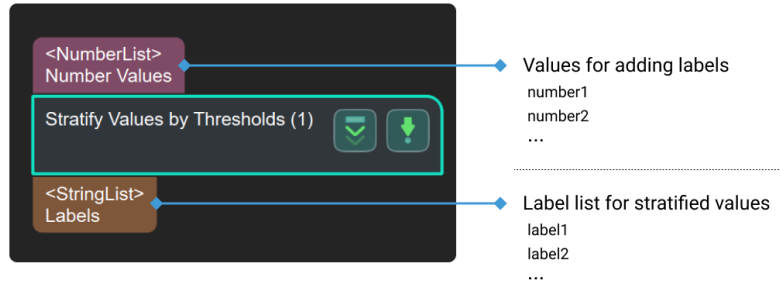 <NumberList>
Number Values
Stratify Values by Thresholds (1)
<StringList>
Labels
Values for adding labels
number1
number2
...
Label list for stratified values
label1
label2
...